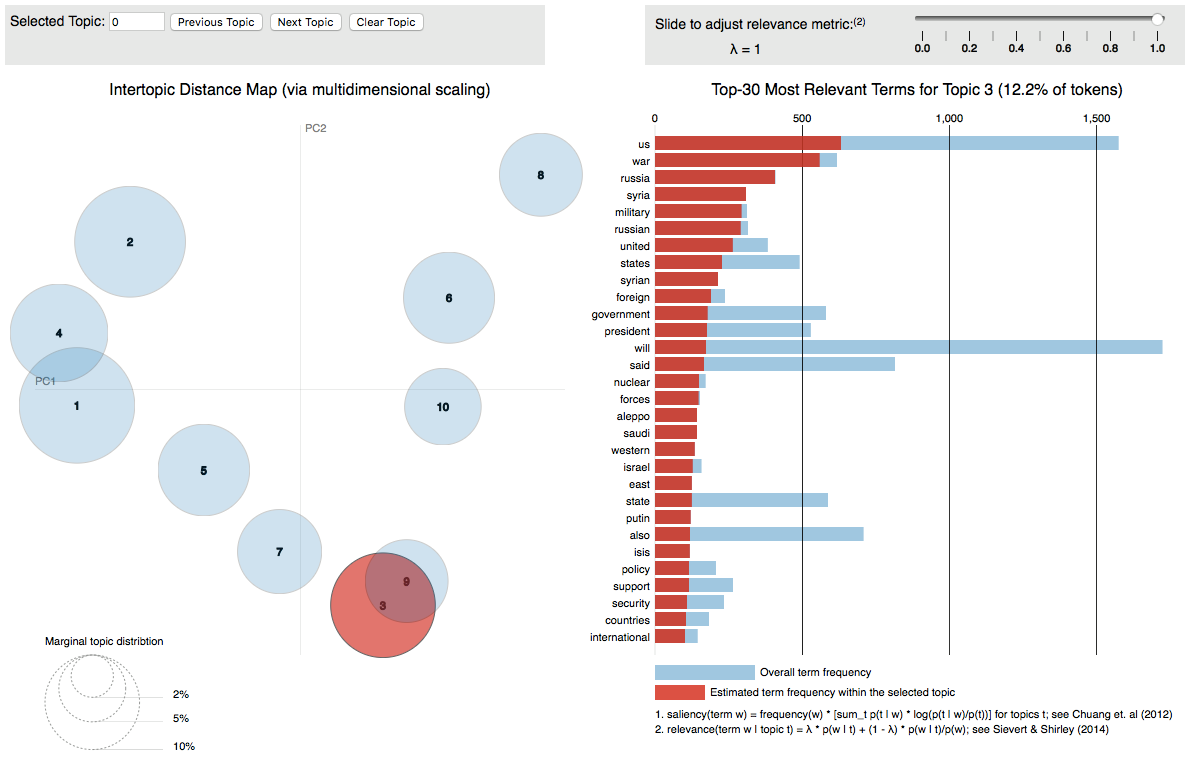 Selected Topic: 0 Previous Topic Next Topic Clear Topic
Slide to adjust relevance metric:(2)
λ = 1
0.0 0.2 0.4 0.6 0.8 1.0
Intertopic Distance Map (via multidimensional scaling)
PC2
PC1
8
2
6
4
1
10
5
7
9
3
Marginal topic distribtion
2%
5%
10%
Top-30 Most Relevant Terms for Topic 3 (12.2% of tokens)
0 500 1,000 1,500
us
war
russia
syria
military
russian
united
states
syrian
foreign
government
president
will
said
nuclear
forces
aleppo
saudi
western
israel
east
state
putin
also
isis
policy
support
security
countries
international
Overall term frequency
Estimated term frequency within the selected topic
1. saliency(term w) = frequency(w) * [sum_t p(t | w) * log(p(t | w)/p(t))] for topics t; see Chuang et. al (2012)
2. relevance(term w | topic t) = λ * p(w | t) + (1 - λ) * p(w | t)/p(w); see Sievert & Shirley (2014)